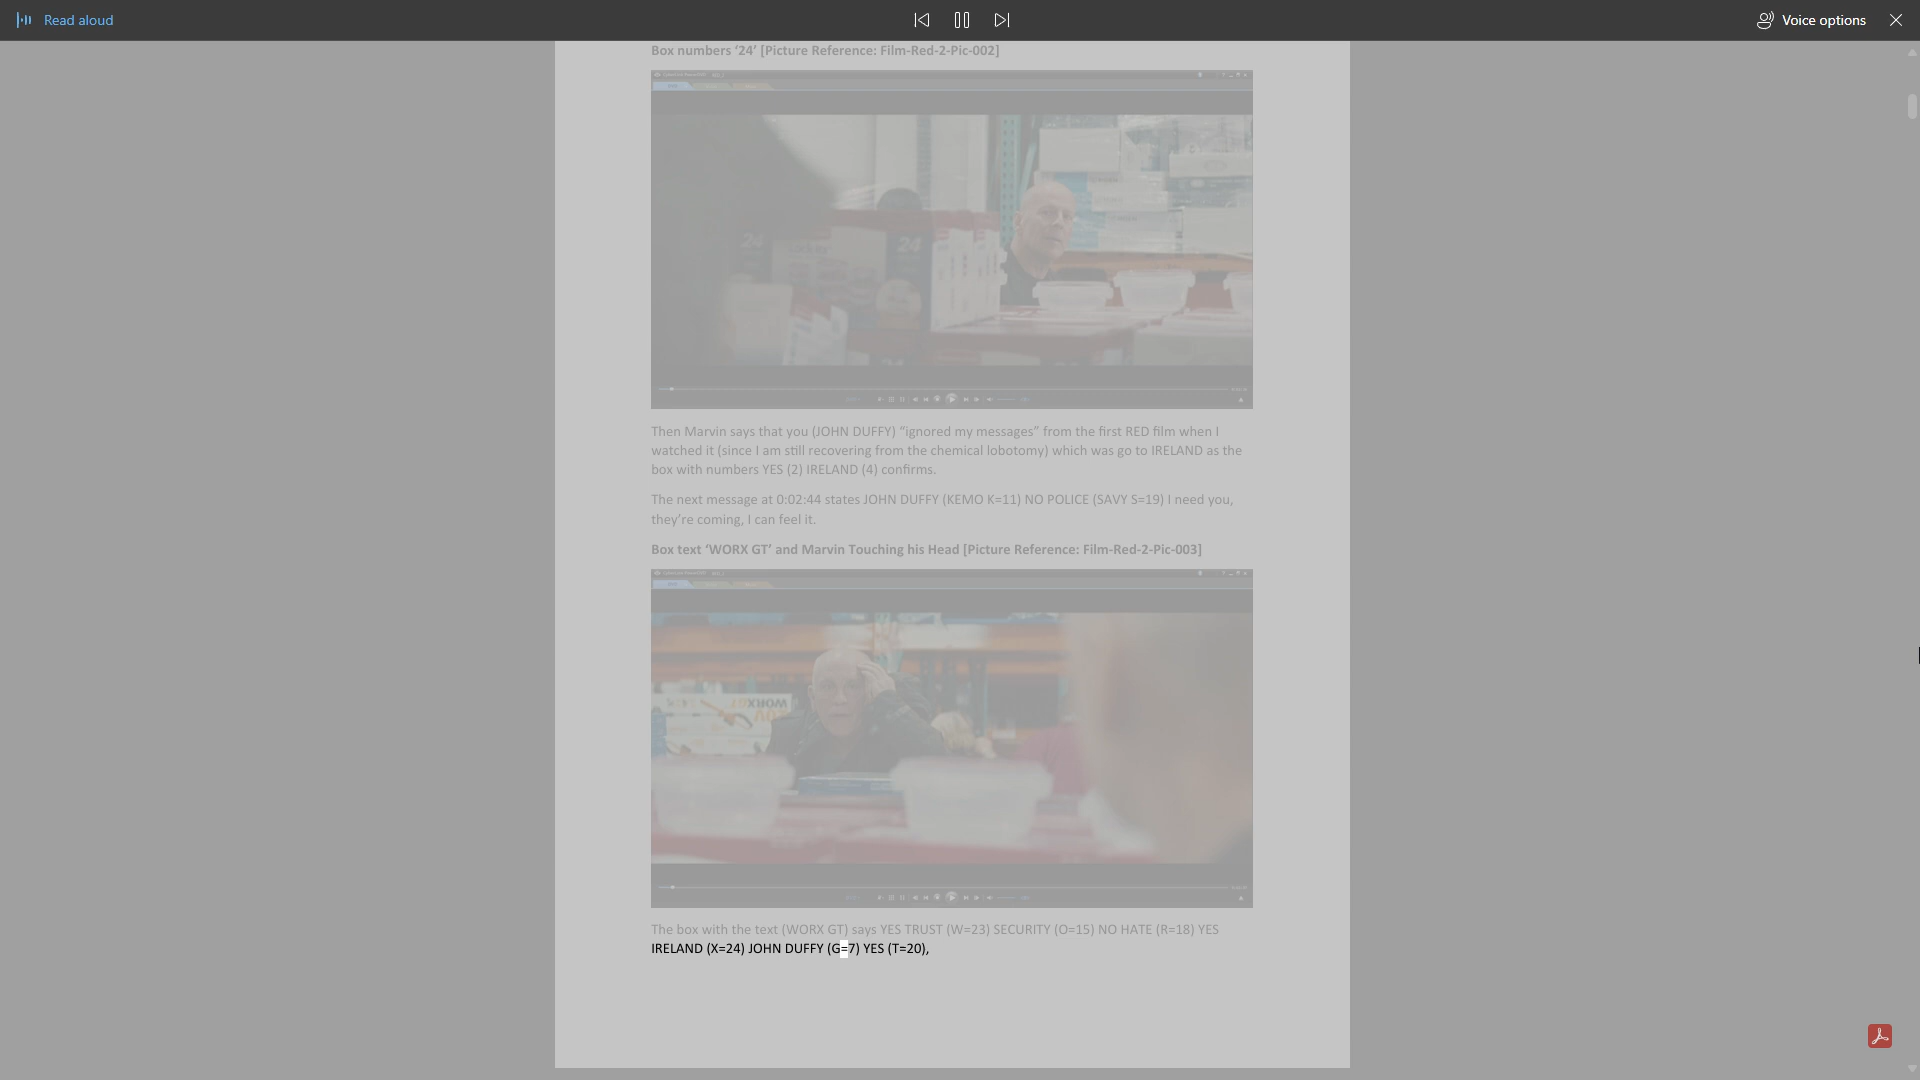 Read aloud
Voice options
Box numbers ‘24’ [Picture Reference: Film-Red-2-Pic-002]
24
24
Then Marvin says that you (JOHN DUFFY) “ignored my messages” from the first RED film when I
watched it (since I am still recovering from the chemical lobotomy) which was go to IRELAND as the
box with numbers YES (2) IRELAND (4) confirms.
The next message at 0:02:44 states JOHN DUFFY (KEMO K=11) NO POLICE (SAVY S=19) I need you,
they’re coming, I can feel it.
Box text ‘WORX GT’ and Marvin Touching his Head [Picture Reference: Film-Red-2-Pic-003]
WORXGT
The box with the text (WORX GT) says YES TRUST (W=23) SECURITY (O=15) NO HATE (R=18) YES
IRELAND (X=24) JOHN DUFFY (G=7) YES (T=20),